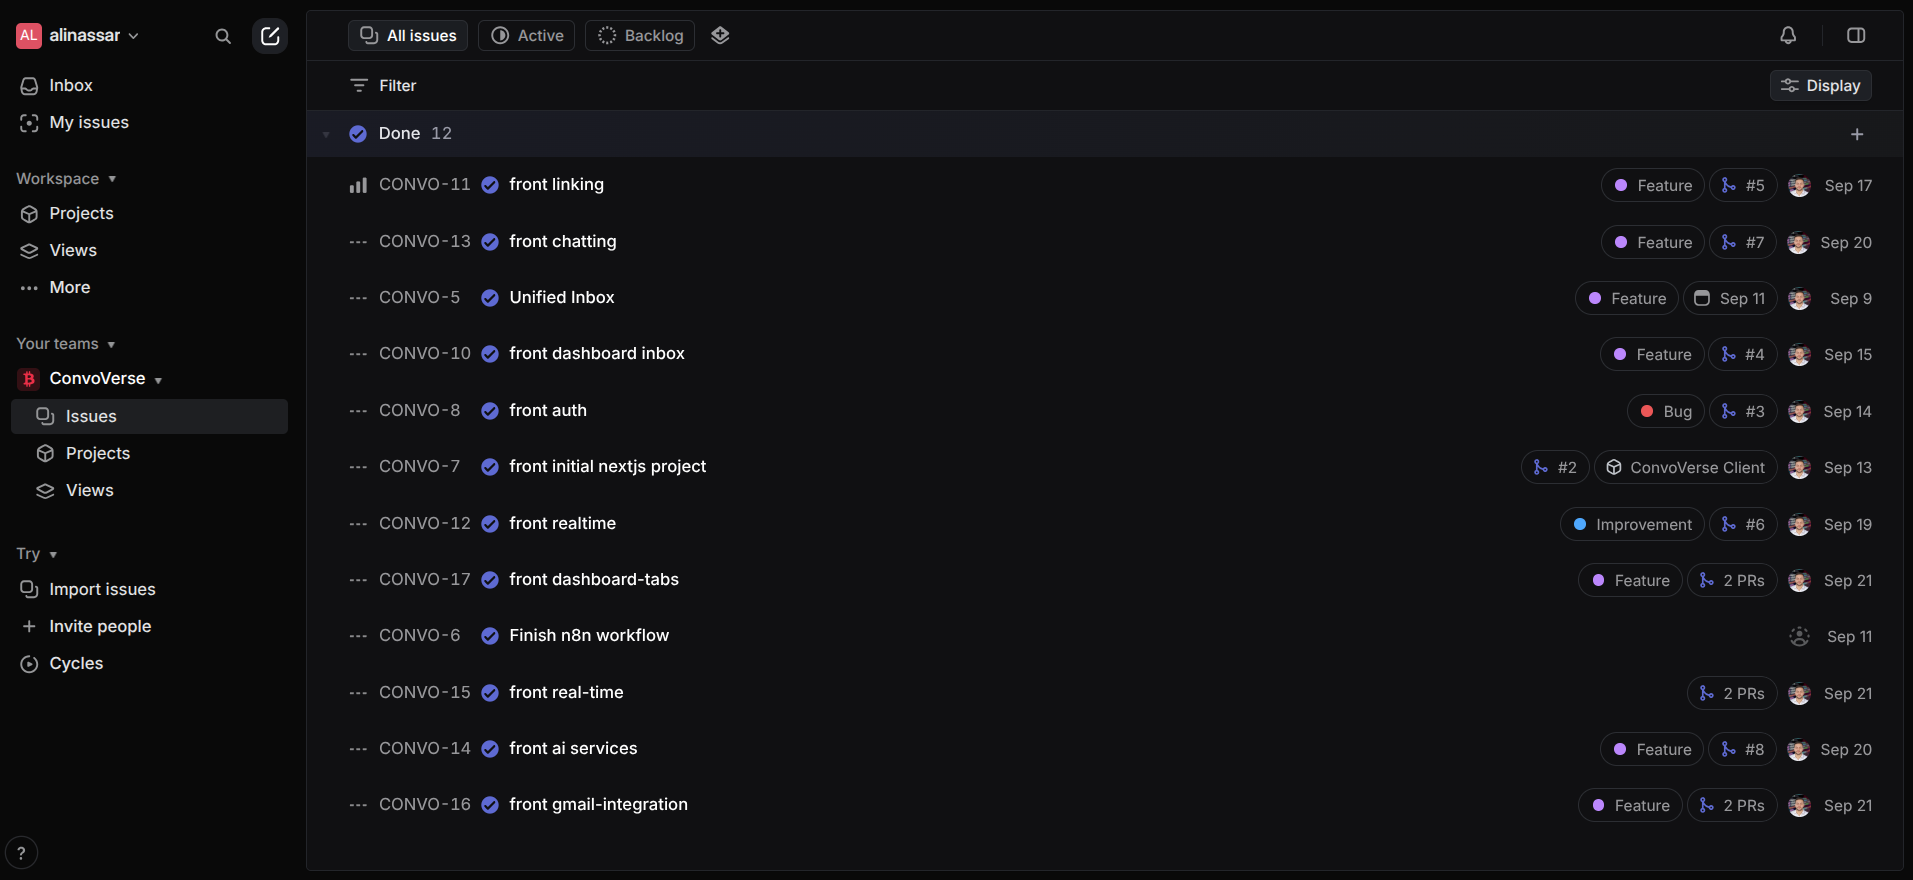 AL alinassar
Inbox
My issues
Workspace
Projects
Views
More
Your teams
ConvoVerse
Issues
Projects
Views
Try
Import issues
Invite people
Cycles
?
All issues Active Backlog
Filter Display
Done 12
CONVO-11 front linking Feature #5 Sep 17
CONVO-13 front chatting Feature #7 Sep 20
CONVO-5 Unified Inbox Feature Sep 11 Sep 9
CONVO-10 front dashboard inbox Feature #4 Sep 15
CONVO-8 front auth Bug #3 Sep 14
CONVO-7 front initial nextjs project #2 ConvoVerse Client Sep 13
CONVO-12 front realtime Improvement #6 Sep 19
CONVO-17 front dashboard-tabs Feature 2 PRs Sep 21
CONVO-6 Finish n8n workflow Sep 11
CONVO-15 front real-time 2 PRs Sep 21
CONVO-14 front ai services Feature #8 Sep 20
CONVO-16 front gmail-integration Feature 2 PRs Sep 21